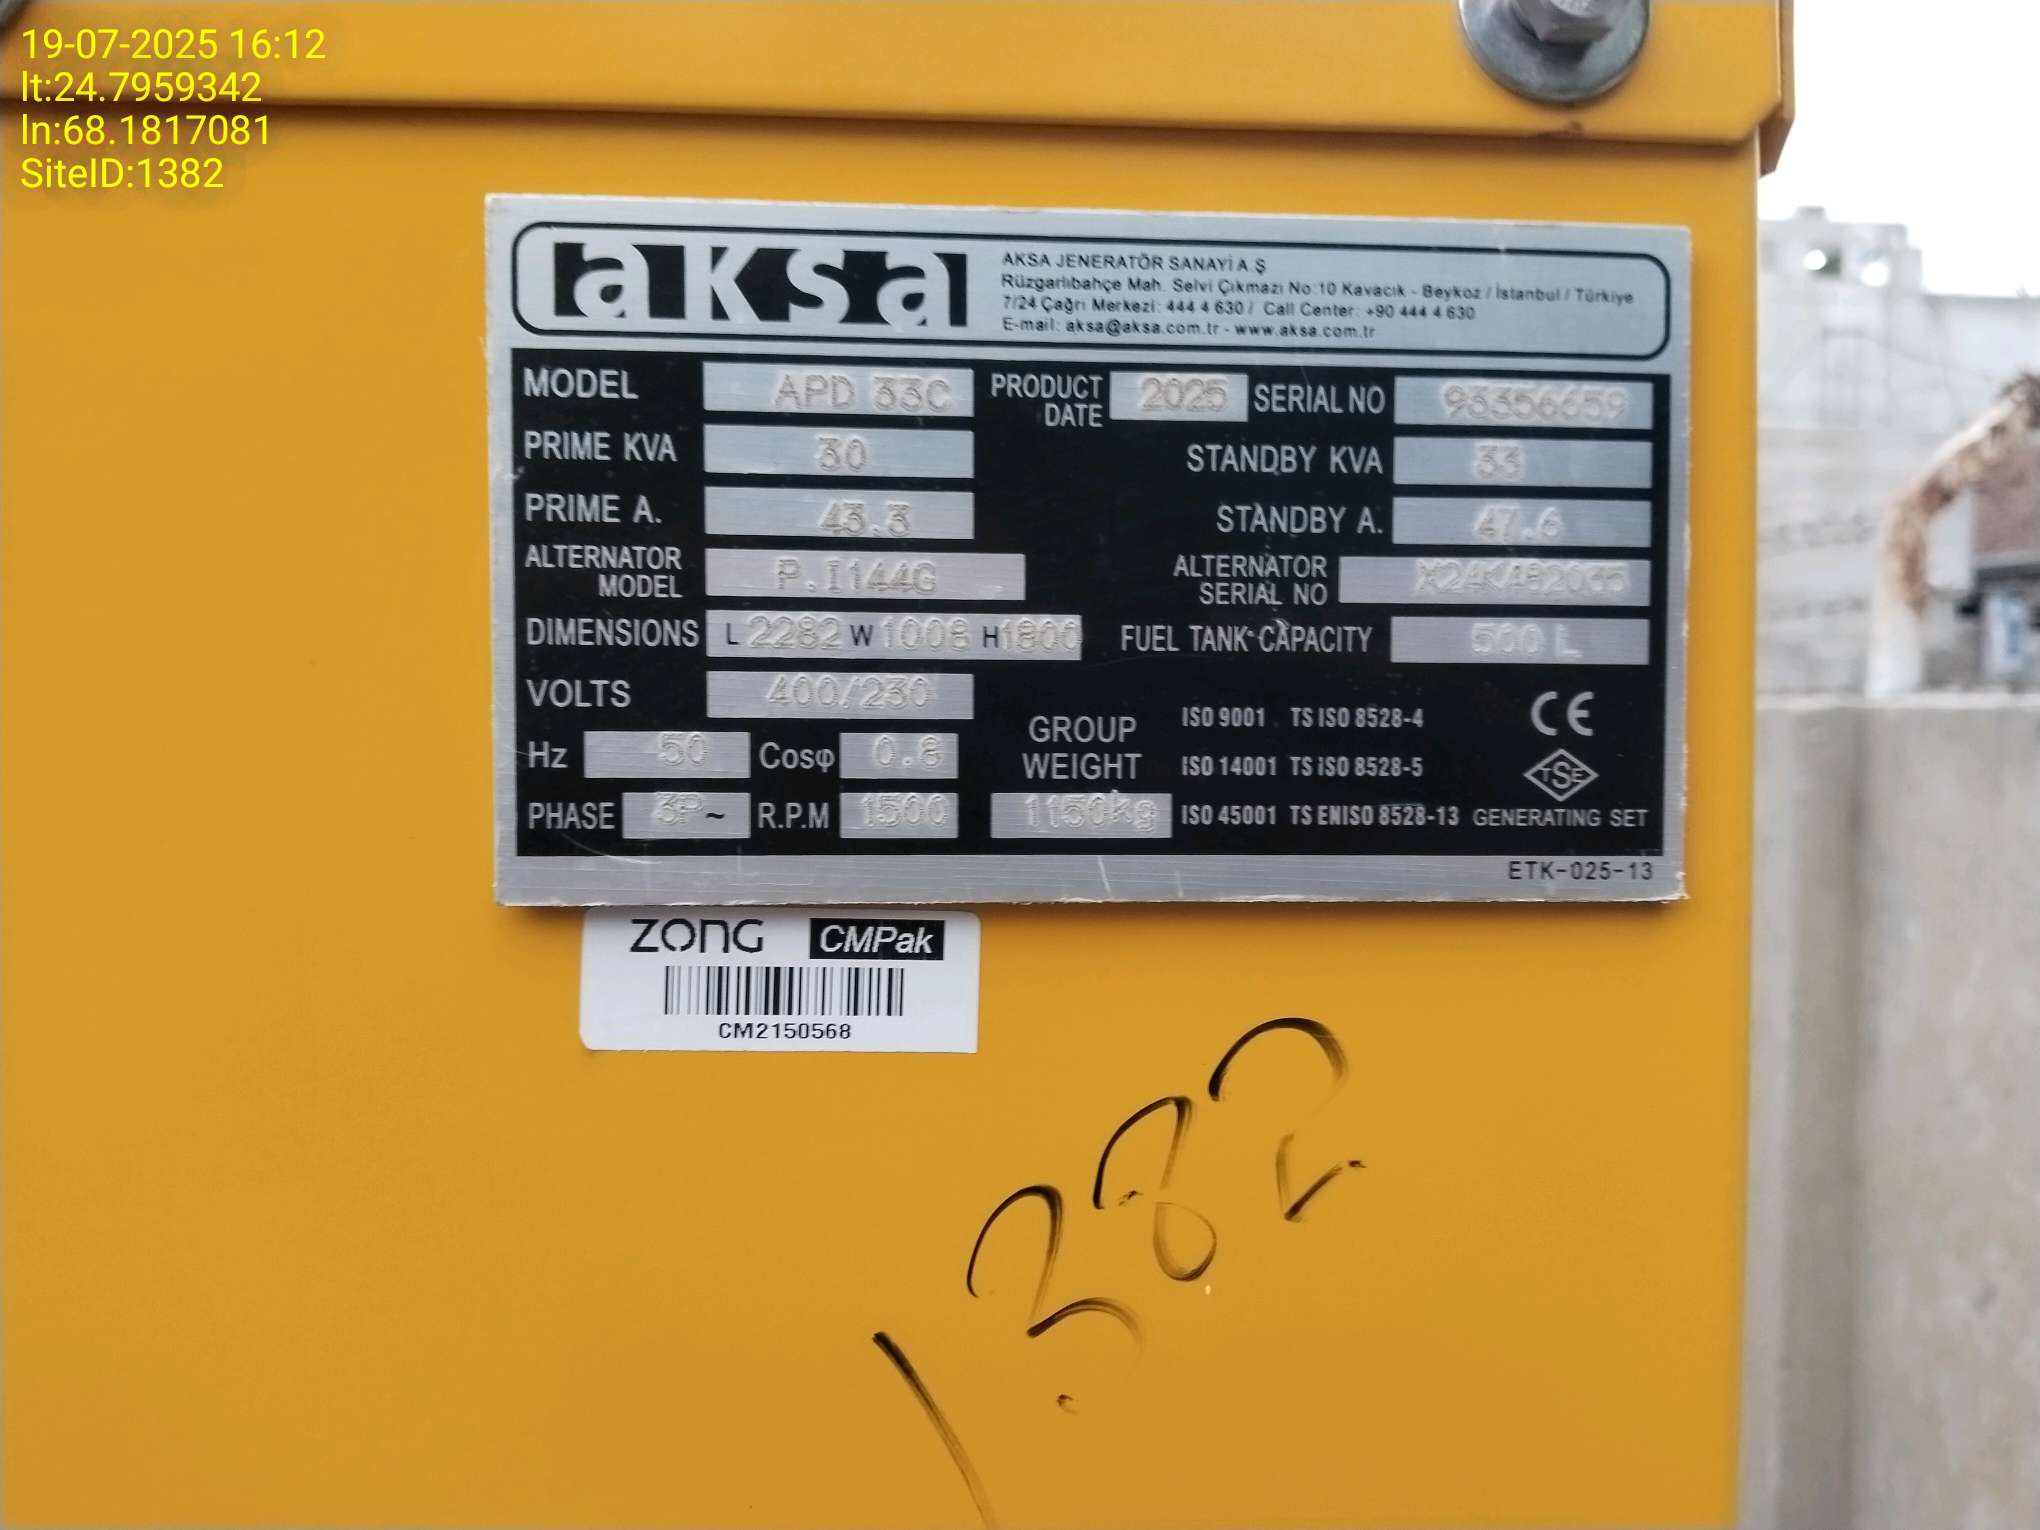 19-07-2025 16:12
lt:24.7959342
ln:68.1817081
SiteID:1382
aksa
AKSA JENERATÖR SANAYİ A.Ş
Rüzgarlıbahçe Mah. Selvi Çıkmazı No:10 Kavacık - Beykoz / İstanbul / Türkiye
7/24 Çağrı Merkezi: 444 4 630 / Call Center: +90 444 4 630
E-mail: aksa@aksa.com.tr - www.aksa.com.tr
MODEL APD 33C PRODUCT DATE 2025 SERIAL NO 93356659
PRIME KVA 30 STANDBY KVA 33
PRIME A. 43.3 STANDBY A. 47.6
ALTERNATOR MODEL P.I144G ALTERNATOR SERIAL NO
DIMENSIONS L 2282 W 1008 H 1800 FUEL TANK CAPACITY 500 L
VOLTS 400/230
Hz 50 Cosφ 0.8
PHASE 3P~ R.P.M 1500
GROUP WEIGHT 1150kg
ISO 9001 TS ISO 8528-4 CE
ISO 14001 TS İSO 8528-5 TSE
ISO 45001 TS ENISO 8528-13 GENERATING SET
ETK-025-13
ZONG CMPak
CM2150568
1382